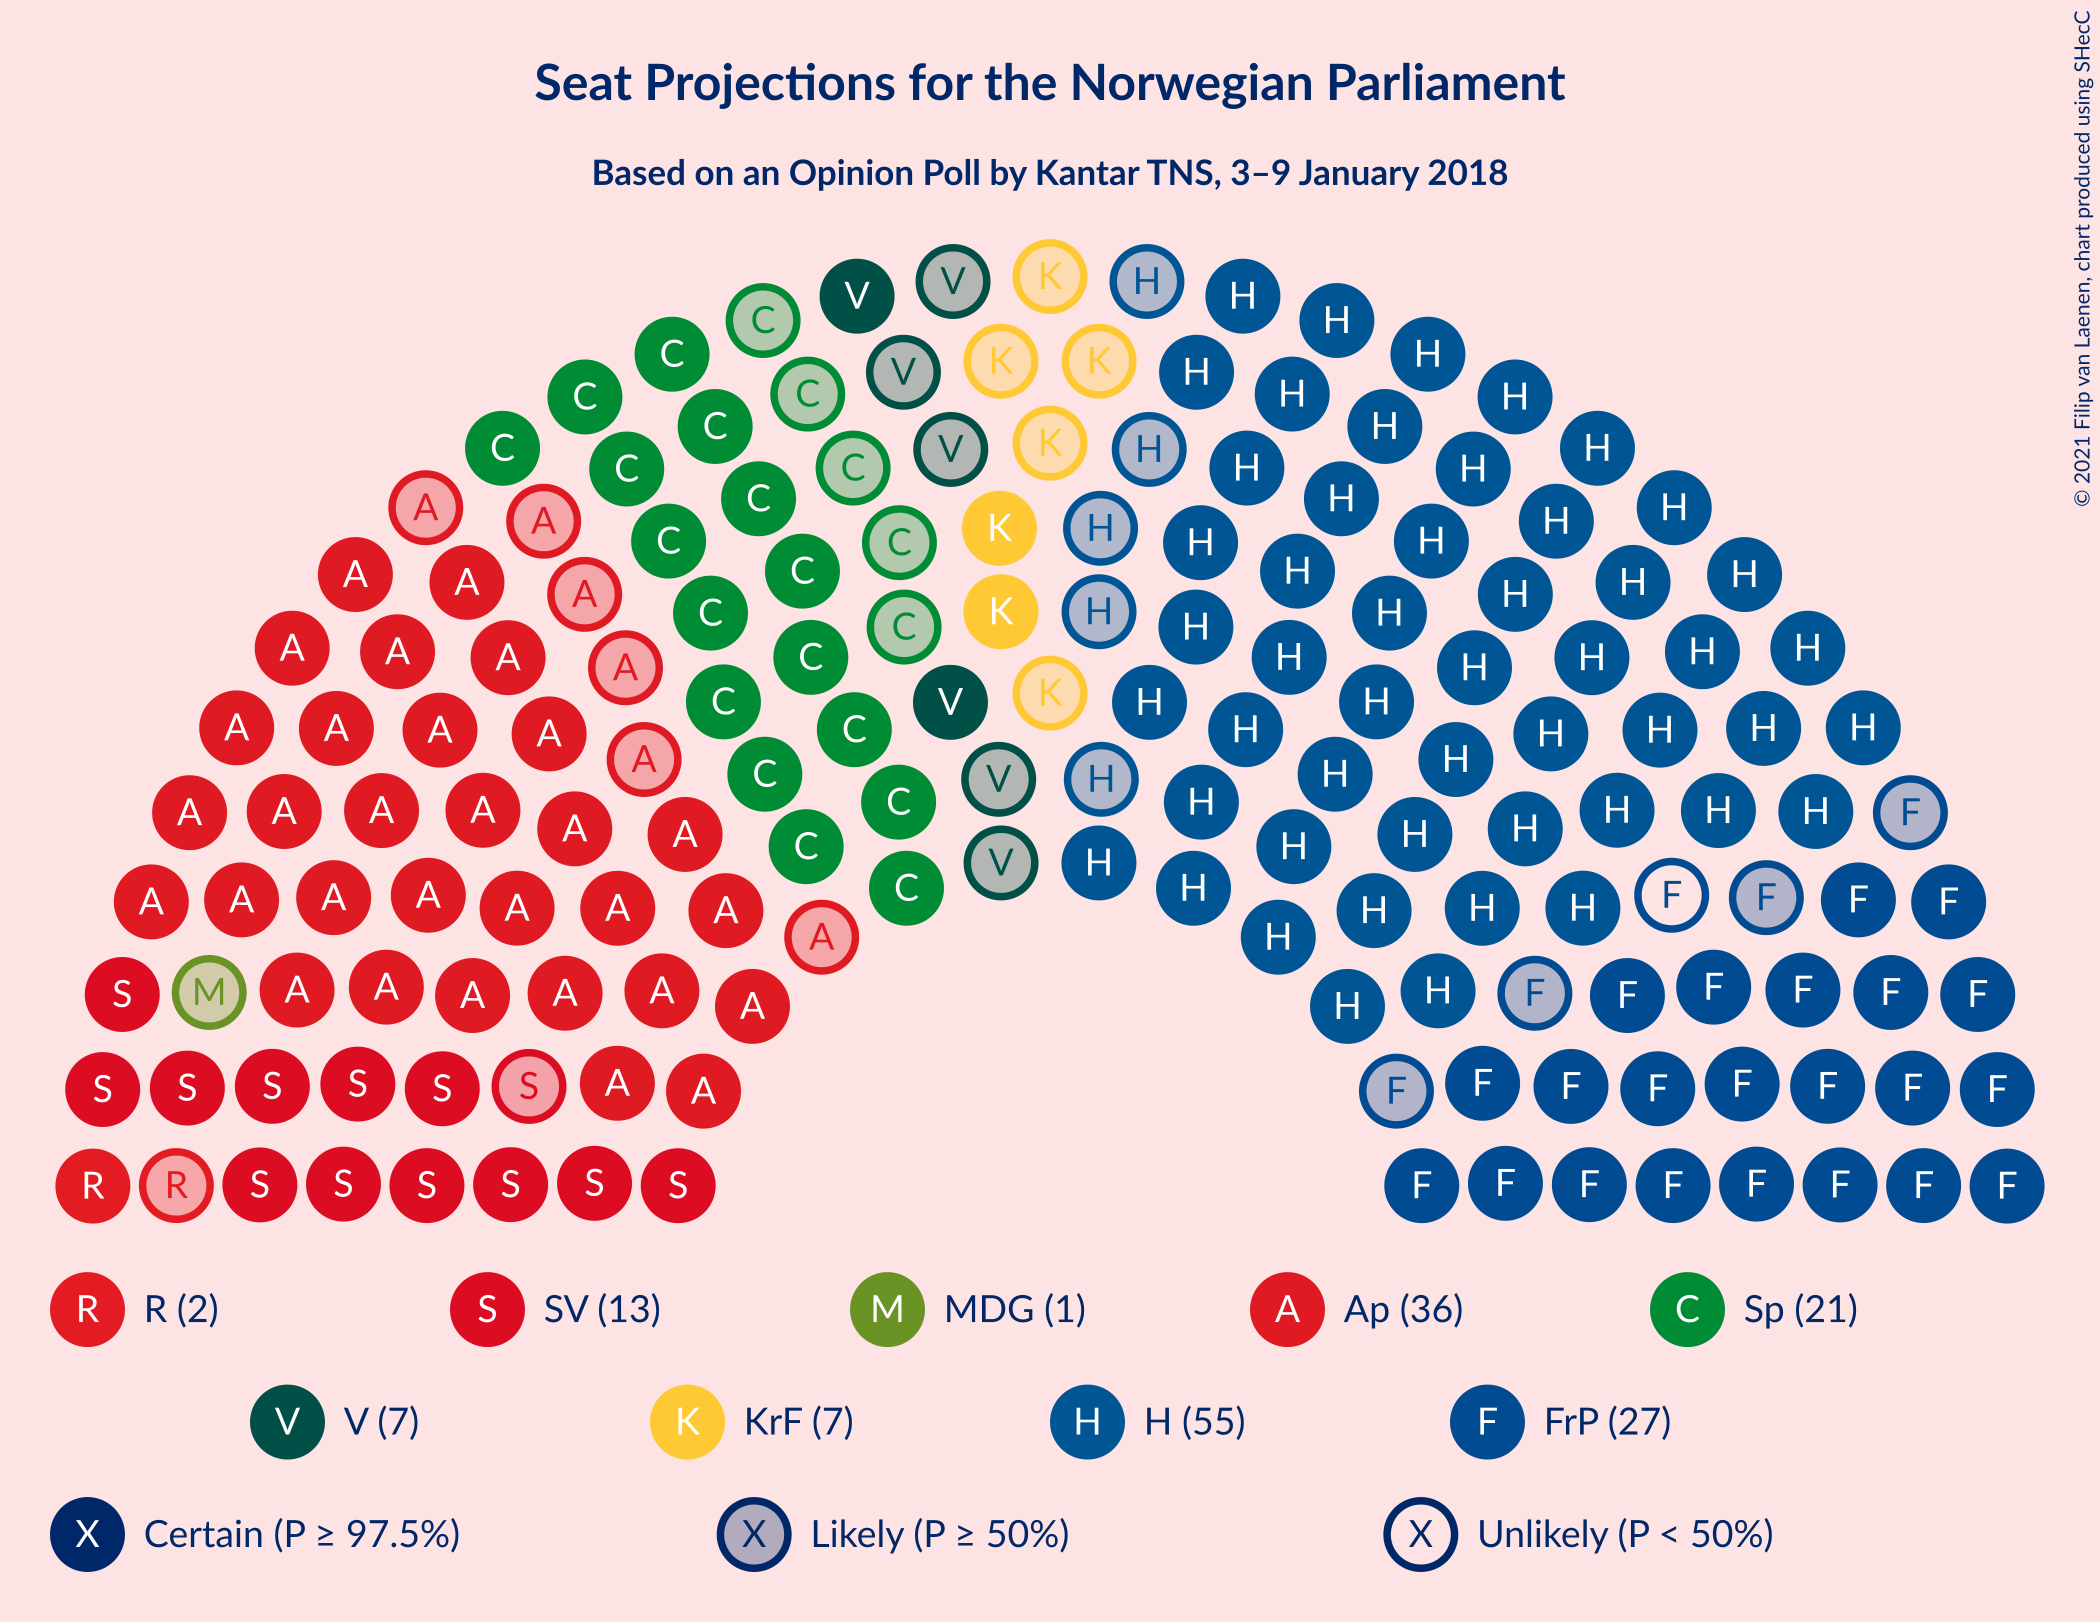 Seat Projections for the Norwegian Parliament
Based on an Opinion Poll by Kantar TNS, 3–9 January 2018
© 2021 Filip van Laenen, chart produced using SHecC
V V K H H
C H
C V K K H H
C C H H
C C V K H H H
C C H H
A A C K H H H H
C C H H
A A A C H H H H
C C K H H H
A A A A C H H H H H
C V K H H
A A A A C H H H H H
A C V H H H
A A A A A A C H H H H H H F
C V H H
A A A A A A A C H H H H F F F F
A H
S M A A A A A A H H F F F F F F
S S S S S S A A F F F F F F F F
R R S S S S S S F F F F F F F F
R R (2) S SV (13) M MDG (1) A Ap (36) C Sp (21)
V V (7) K KrF (7) H H (55) F FrP (27)
X Certain (P ≥ 97.5%) X Likely (P ≥ 50%) X Unlikely (P < 50%)